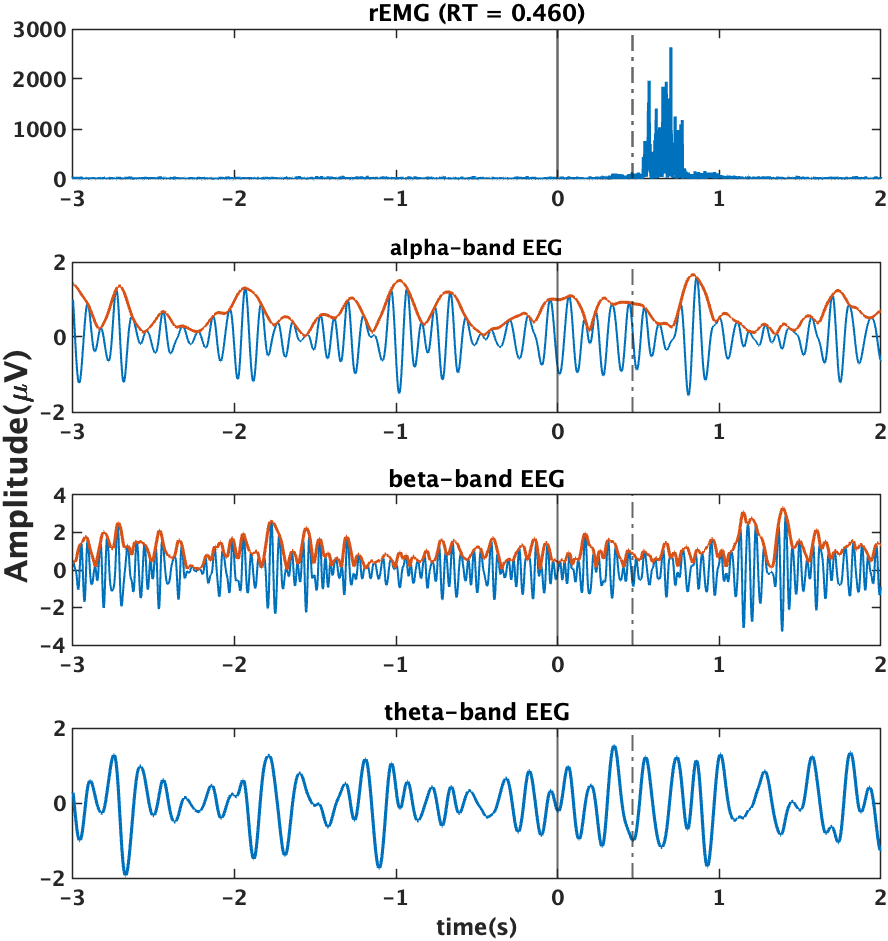 rEMG (RT = 0.460)
3000
2000
1000
0
−3 −2 −1 0 1 2
alpha-band EEG
2
0
−2
−3 −2 −1 0 1 2
Amplitude(μV)
beta-band EEG
4
2
0
−2
−4
−3 −2 −1 0 1 2
theta-band EEG
2
0
−2
−3 −2 −1 0 1 2
time(s)